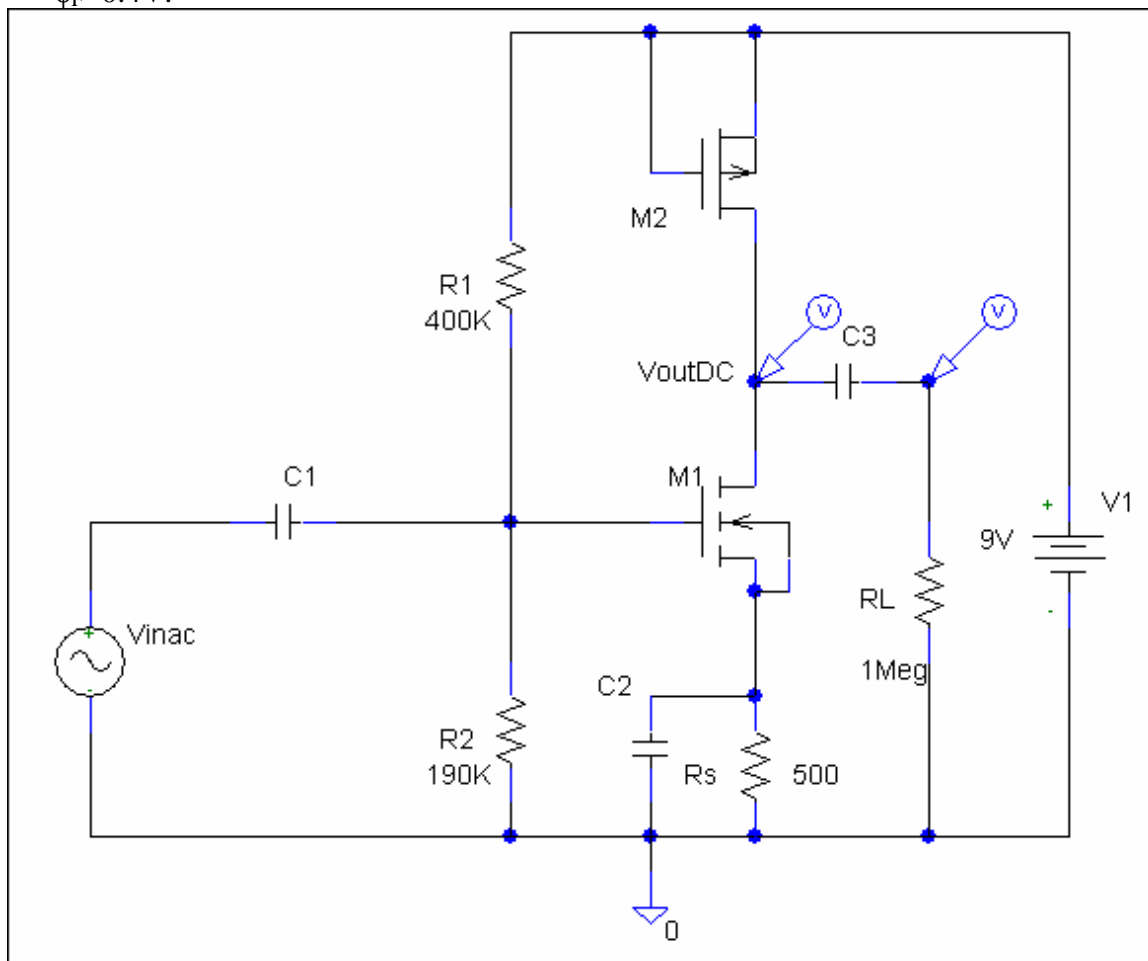 M2
R1
400K
V
V
C3
VoutDC
C1
M1
+
V1
9V
RL
-
Vinac
+
-
1Meg
C2
R2
190K
Rs
500
0